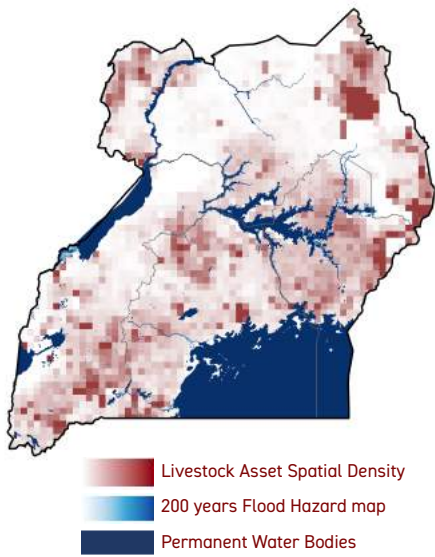 Livestock Asset Spatial Density
200 years Flood Hazard map
Permanent Water Bodies